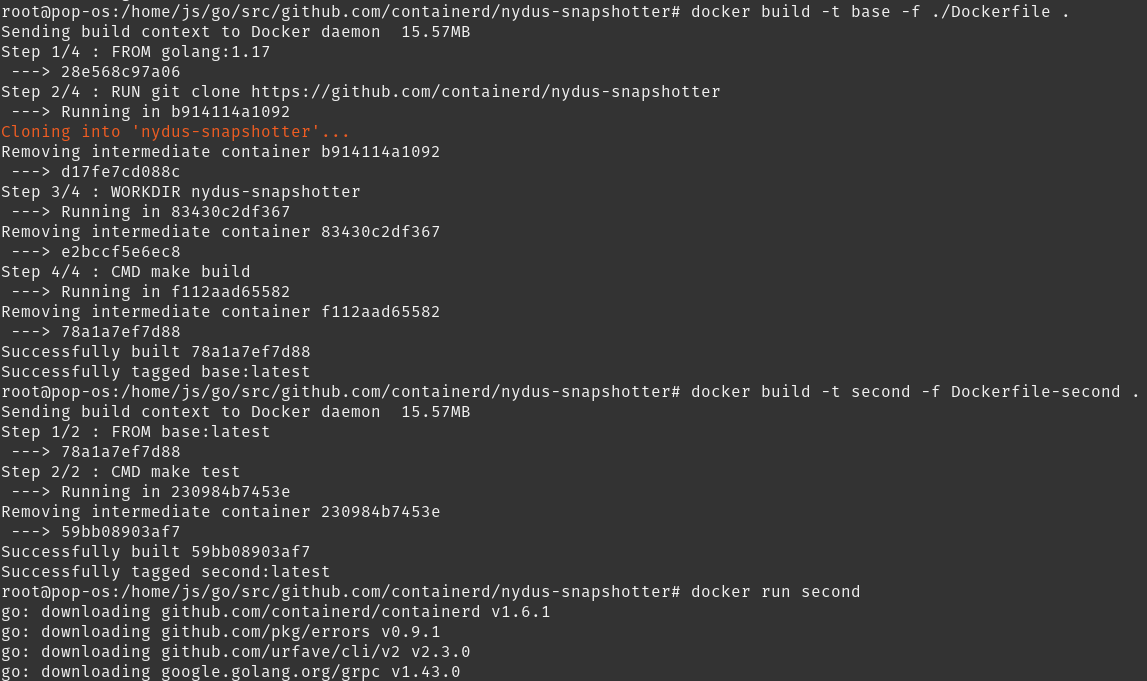 root@pop-os:/home/js/go/src/github.com/containerd/nydus-snapshotter# docker build -t base -f ./Dockerfile .
Sending build context to Docker daemon  15.57MB
Step 1/4 : FROM golang:1.17
 ---> 28e568c97a06
Step 2/4 : RUN git clone https://github.com/containerd/nydus-snapshotter
 ---> Running in b914114a1092
Cloning into 'nydus-snapshotter'...
Removing intermediate container b914114a1092
 ---> d17fe7cd088c
Step 3/4 : WORKDIR nydus-snapshotter
 ---> Running in 83430c2df367
Removing intermediate container 83430c2df367
 ---> e2bccf5e6ec8
Step 4/4 : CMD make build
 ---> Running in f112aad65582
Removing intermediate container f112aad65582
 ---> 78a1a7ef7d88
Successfully built 78a1a7ef7d88
Successfully tagged base:latest
root@pop-os:/home/js/go/src/github.com/containerd/nydus-snapshotter# docker build -t second -f Dockerfile-second .
Sending build context to Docker daemon  15.57MB
Step 1/2 : FROM base:latest
 ---> 78a1a7ef7d88
Step 2/2 : CMD make test
 ---> Running in 230984b7453e
Removing intermediate container 230984b7453e
 ---> 59bb08903af7
Successfully built 59bb08903af7
Successfully tagged second:latest
root@pop-os:/home/js/go/src/github.com/containerd/nydus-snapshotter# docker run second
go: downloading github.com/containerd/containerd v1.6.1
go: downloading github.com/pkg/errors v0.9.1
go: downloading github.com/urfave/cli/v2 v2.3.0
go: downloading google.golang.org/grpc v1.43.0